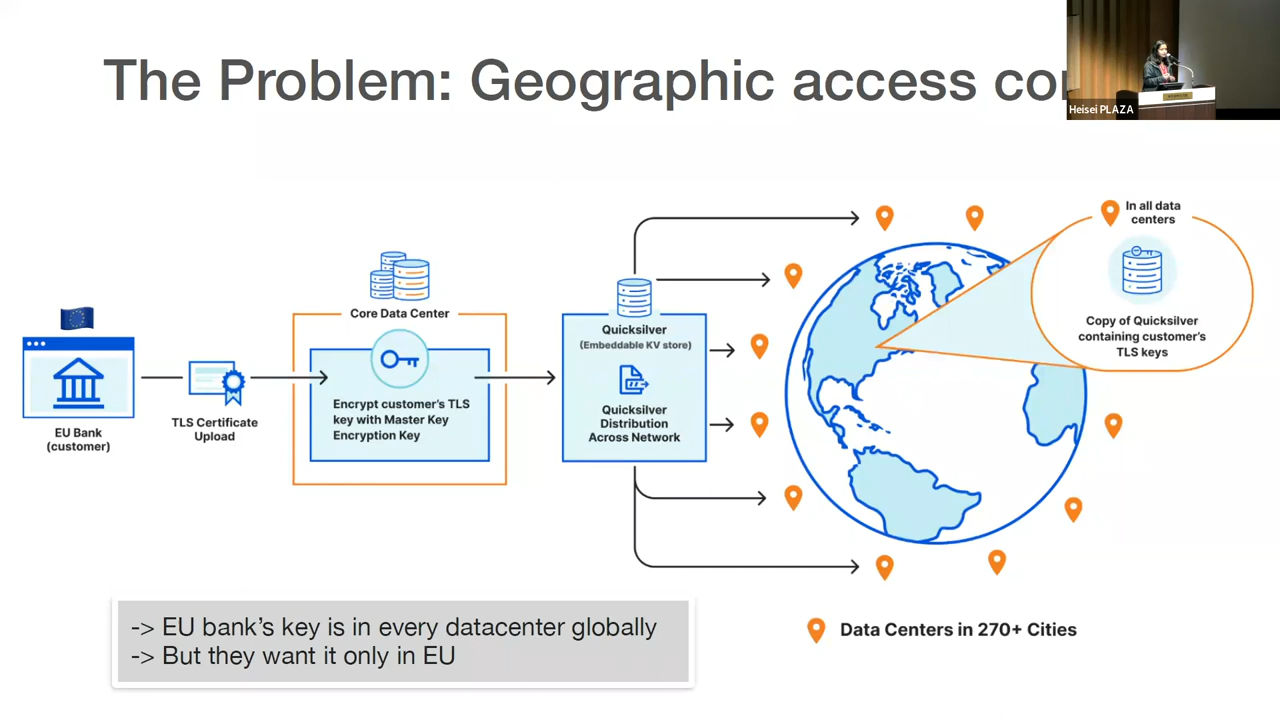 The Problem: Geographic access co
Heisei PLAZA
EU Bank
(customer)
TLS Certificate
Upload
Core Data Center
Encrypt customer's TLS
key with Master Key
Encryption Key
Quicksilver
(Embeddable KV store)
Quicksilver
Distribution
Across Network
In all data
centers
Copy of Quicksilver
containing customer's
TLS keys
Data Centers in 270+ Cities
-> EU bank's key is in every datacenter globally
-> But they want it only in EU